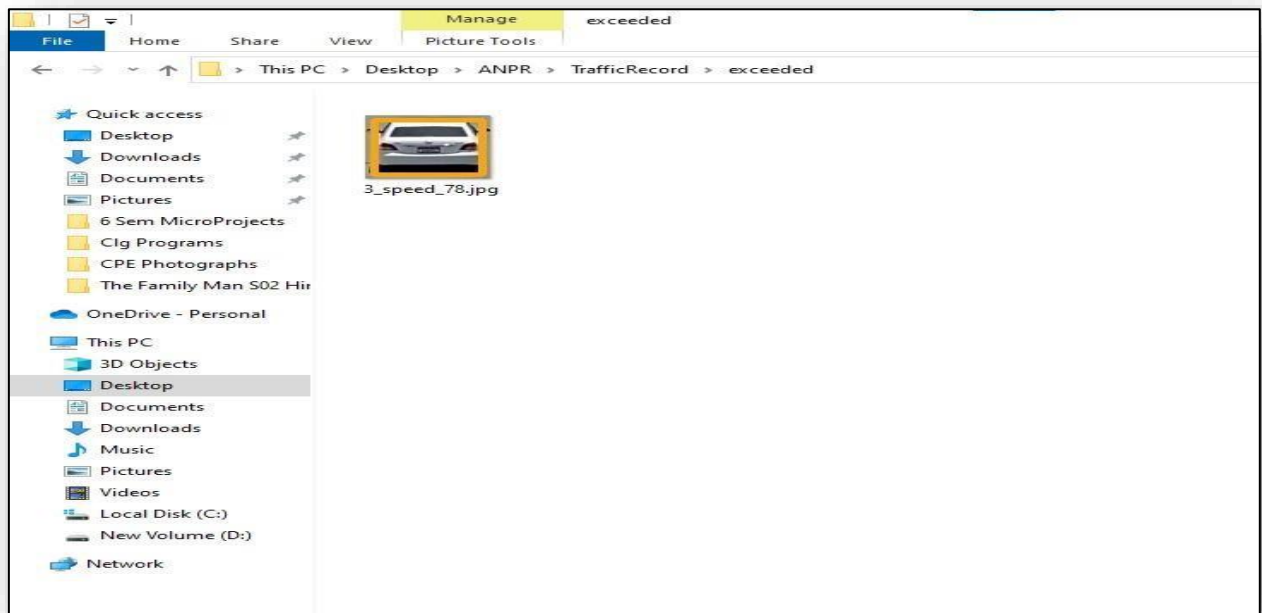 Manage exceeded
File Home Share View Picture Tools
This PC > Desktop > ANPR > TrafficRecord > exceeded
Quick access
Desktop
Downloads
Documents
Pictures
6 Sem MicroProjects
Clg Programs
CPE Photographs
The Family Man S02 Hir
OneDrive - Personal
This PC
3D Objects
Desktop
Documents
Downloads
Music
Pictures
Videos
Local Disk (C:)
New Volume (D:)
Network
3_speed_78.jpg